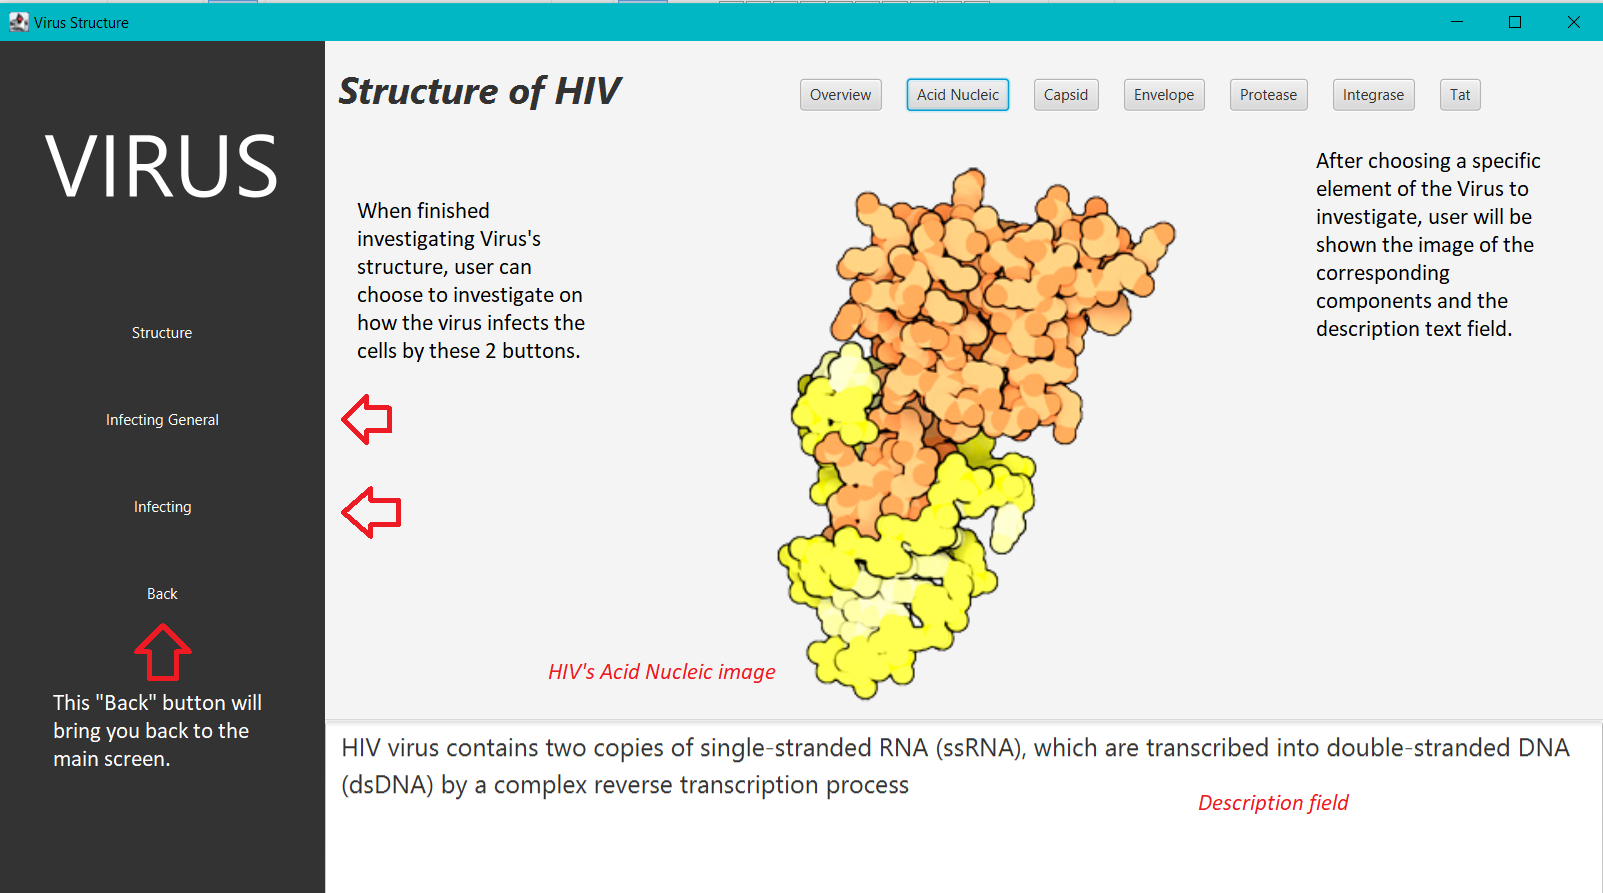 Virus Structure
VIRUS
Structure
Infecting General
Infecting
Back
This "Back" button will
bring you back to the
main screen.
Structure of HIV
Overview
Acid Nucleic
Capsid
Envelope
Protease
Integrase
Tat
When finished
investigating Virus's
structure, user can
choose to investigate on
how the virus infects the
cells by these 2 buttons.
After choosing a specific
element of the Virus to
investigate, user will be
shown the image of the
corresponding
components and the
description text field.
HIV's Acid Nucleic image
HIV virus contains two copies of single-stranded RNA (ssRNA), which are transcribed into double-stranded DNA
(dsDNA) by a complex reverse transcription process
Description field